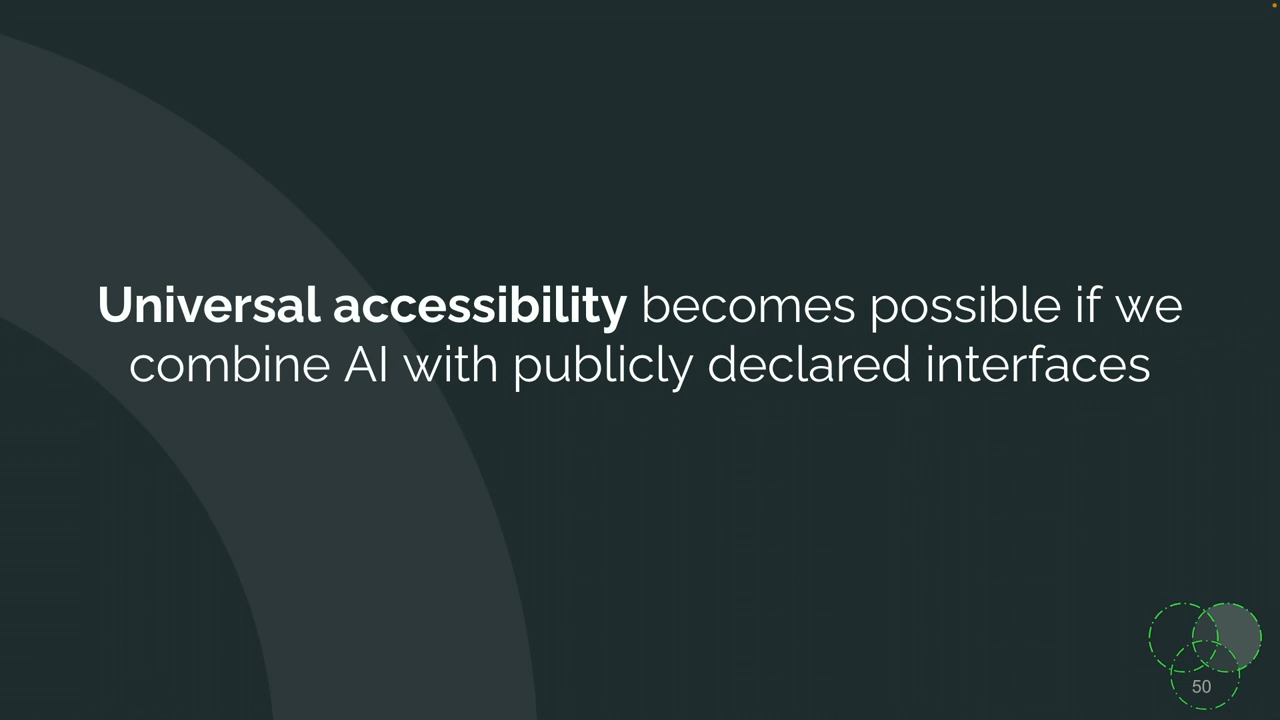 Universal accessibility becomes possible if we
combine AI with publicly declared interfaces
50